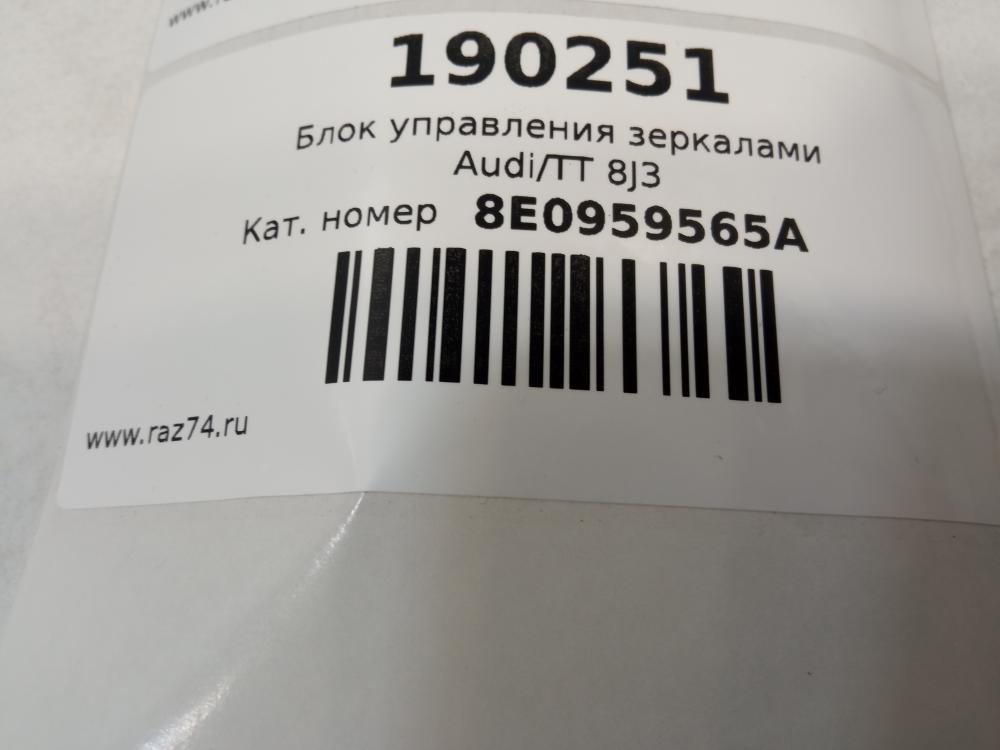 190251
Блок управления зеркалами
Audi/TT 8J3
Кат. номер 8E0959565A
www.raz74.ru